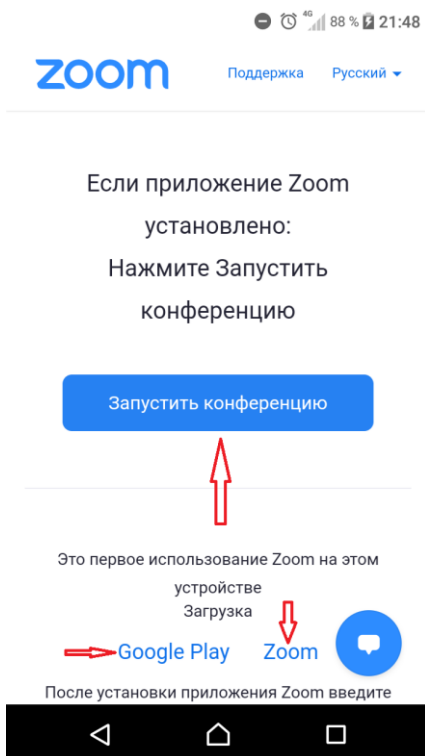 4G 88 % 21:48
zoom Поддержка Русский
Если приложение Zoom
установлено:
Нажмите Запустить
конференцию
Запустить конференцию
Это первое использование Zoom на этом
устройстве
Загрузка
Google Play Zoom
После установки приложения Zoom введите